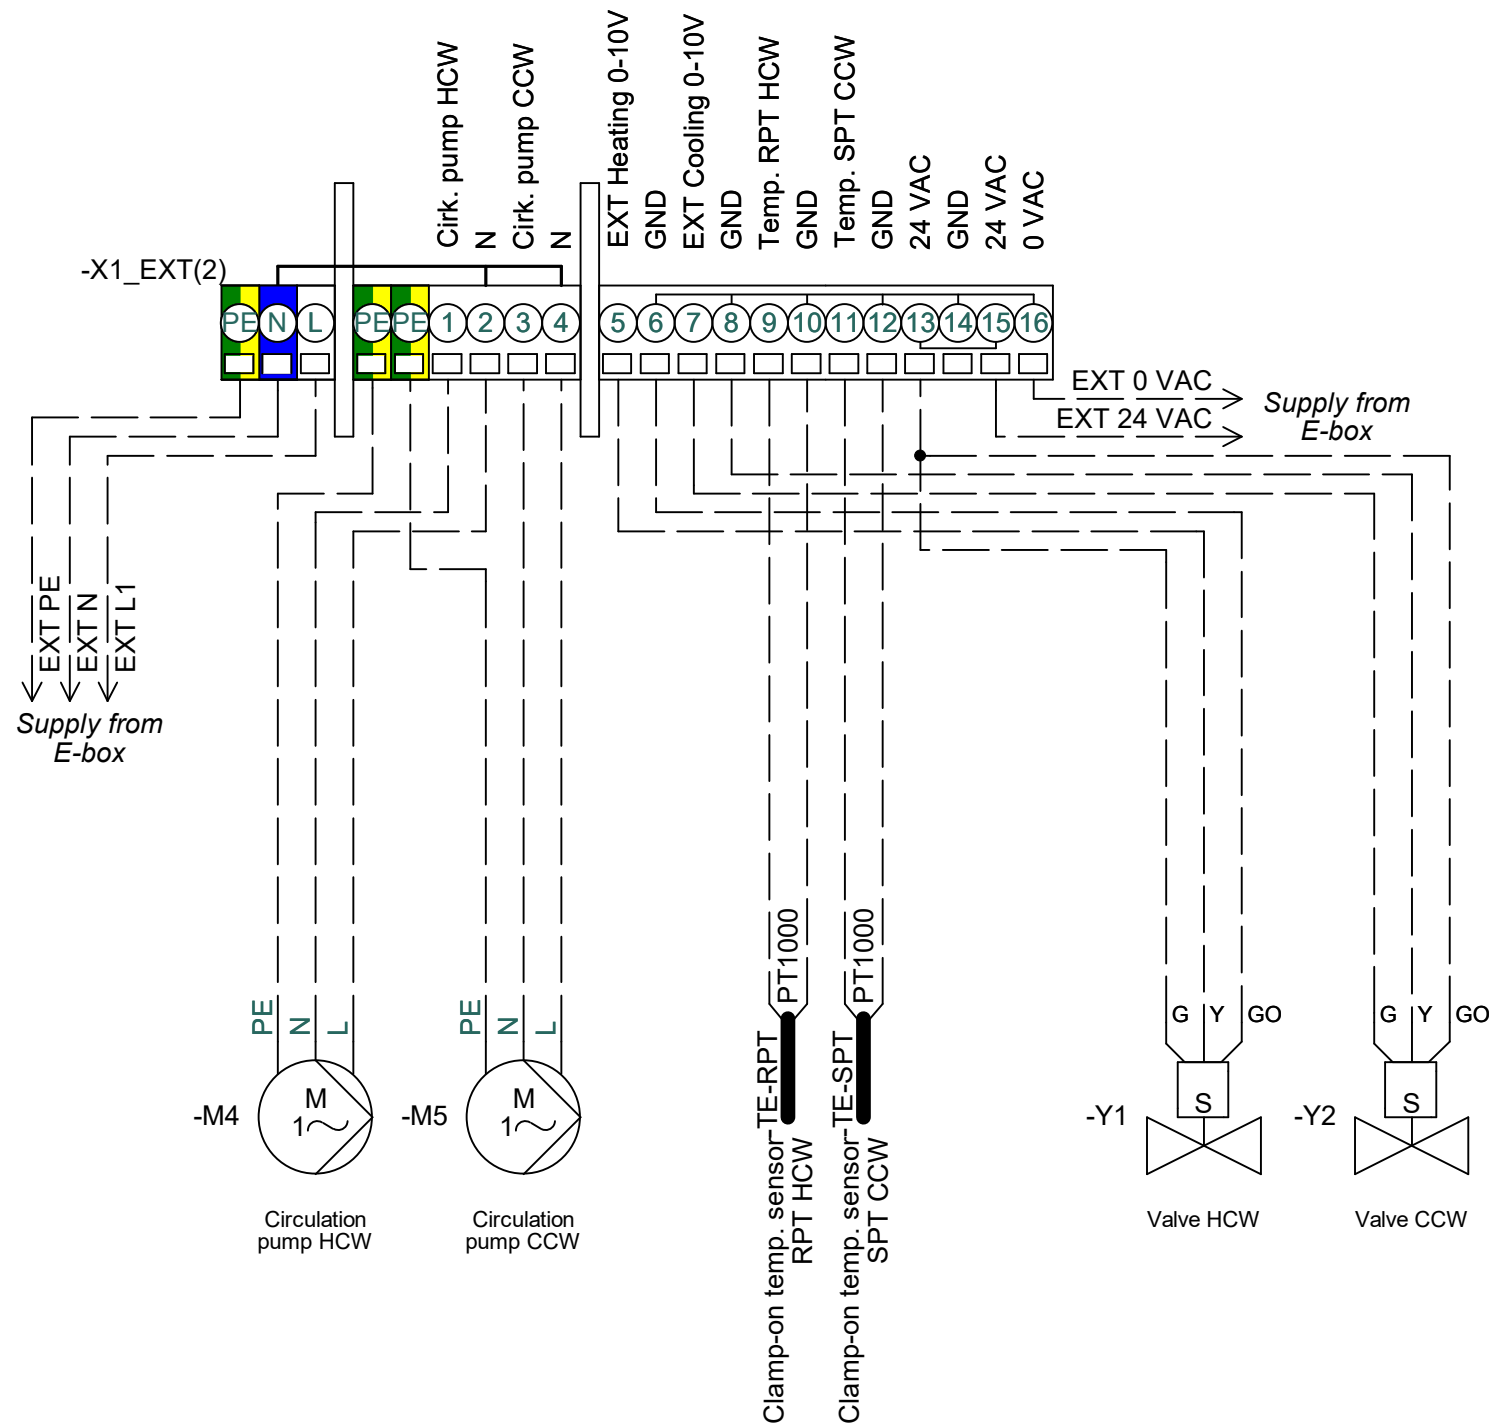 Cirk. pump HCW
N
Cirk. pump CCW
N
EXT Heating 0-10V
GND
EXT Cooling 0-10V
GND
Temp. RPT HCW
GND
Temp. SPT CCW
GND
24 VAC
GND
24 VAC
0 VAC
-X1_EXT(2)
PE N L PE PE 1 2 3 4 5 6 7 8 9 10 11 12 13 14 15 16
EXT 0 VAC
EXT 24 VAC
Supply from
E-box
EXT PE
EXT N
EXT L1
Supply from
E-box
PE N L
PE N L
PT1000
PT1000
G Y GO
G Y GO
-M4
M
1
-M5
M
1
-TE-RPT
-TE-SPT
-Y1
S
-Y2
S
Circulation
pump HCW
Circulation
pump CCW
Clamp-on temp. sensor
RPT HCW
Clamp-on temp. sensor
SPT CCW
Valve HCW
Valve CCW